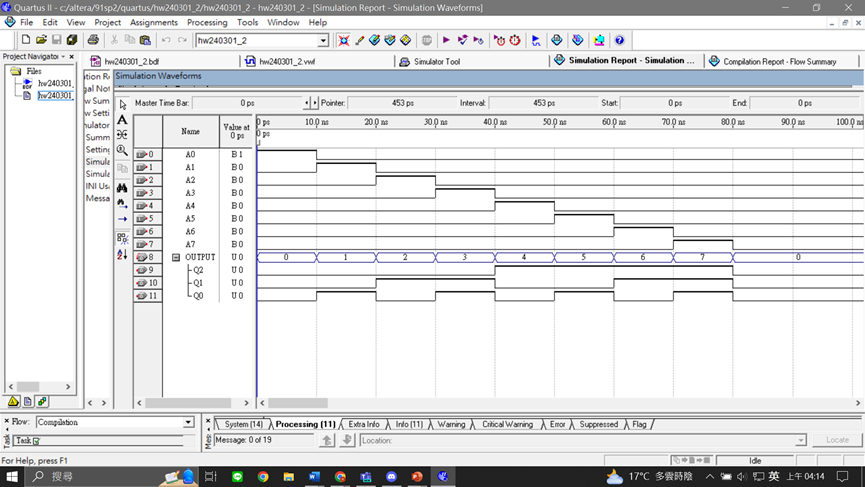 Quartus II - c:/altera/91sp2/quartus/hw240301_2/hw240301_2 - hw240301_2 - [Simulation Report - Simulation Waveforms]
File Edit View Project Assignments Processing Tools Window Help
hw240301_2
Project Navigator
Files
hw240301_
hw240301_
hw240301_2.bdf
hw240301_2.vwf
Simulator Tool
Simulation Report - Simulation ...
Compilation Report - Flow Summary
Simulation Waveforms
Master Time Bar: 0 ps Pointer: 453 ps Interval: 453 ps Start: 0 ps End: 0 ps
Name
Value at
0 ps
0 ps 10.0 ns 20.0 ns 30.0 ns 40.0 ns 50.0 ns 60.0 ns 70.0 ns 80.0 ns 90.0 ns 100.0 ns
0 ps
0 A0 B 1
1 A1 B 0
2 A2 B 0
3 A3 B 0
4 A4 B 0
5 A5 B 0
6 A6 B 0
7 A7 B 0
8 OUTPUT U 0 0 1 2 3 4 5 6 7 0
9 Q2 U 0
10 Q1 U 0
11 Q0 U 0
Flow: Compilation
Task
System (14) Processing (11) Extra Info Info (11) Warning Critical Warning Error Suppressed Flag
Message: 0 of 19
Location:
Locate
For Help, press F1
Idle
搜尋
17°C 多雲時陰
英 上午 04:14